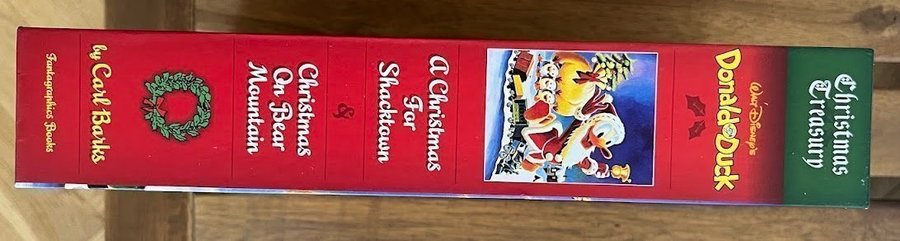 Christmas
Treasury
WALT DISNEY'S
Donald Duck
A Christmas
For
Shacktown
&
Christmas
On Bear
Mountain
by Carl Barks
Fantagraphics Books